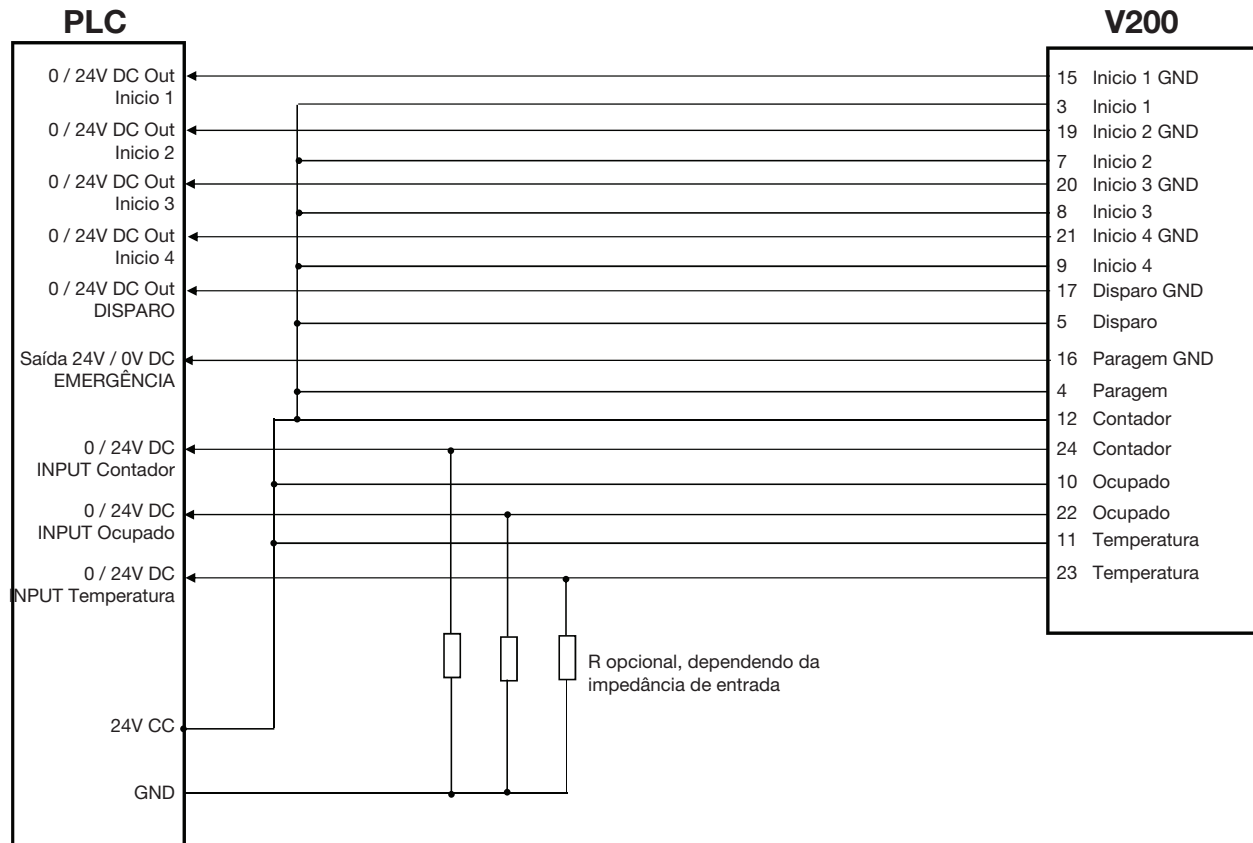 PLC
V200
0 / 24V DC Out
Inicio 1
0 / 24V DC Out
Inicio 2
0 / 24V DC Out
Inicio 3
0 / 24V DC Out
Inicio 4
0 / 24V DC Out
DISPARO
Saída 24V / 0V DC
EMERGÊNCIA
0 / 24V DC
INPUT Contador
0 / 24V DC
INPUT Ocupado
0 / 24V DC
INPUT Temperatura
24V CC
GND
R opcional, dependendo da
impedância de entrada
15 Inicio 1 GND
3 Inicio 1
19 Inicio 2 GND
7 Inicio 2
20 Inicio 3 GND
8 Inicio 3
21 Inicio 4 GND
9 Inicio 4
17 Disparo GND
5 Disparo
16 Paragem GND
4 Paragem
12 Contador
24 Contador
10 Ocupado
22 Ocupado
11 Temperatura
23 Temperatura